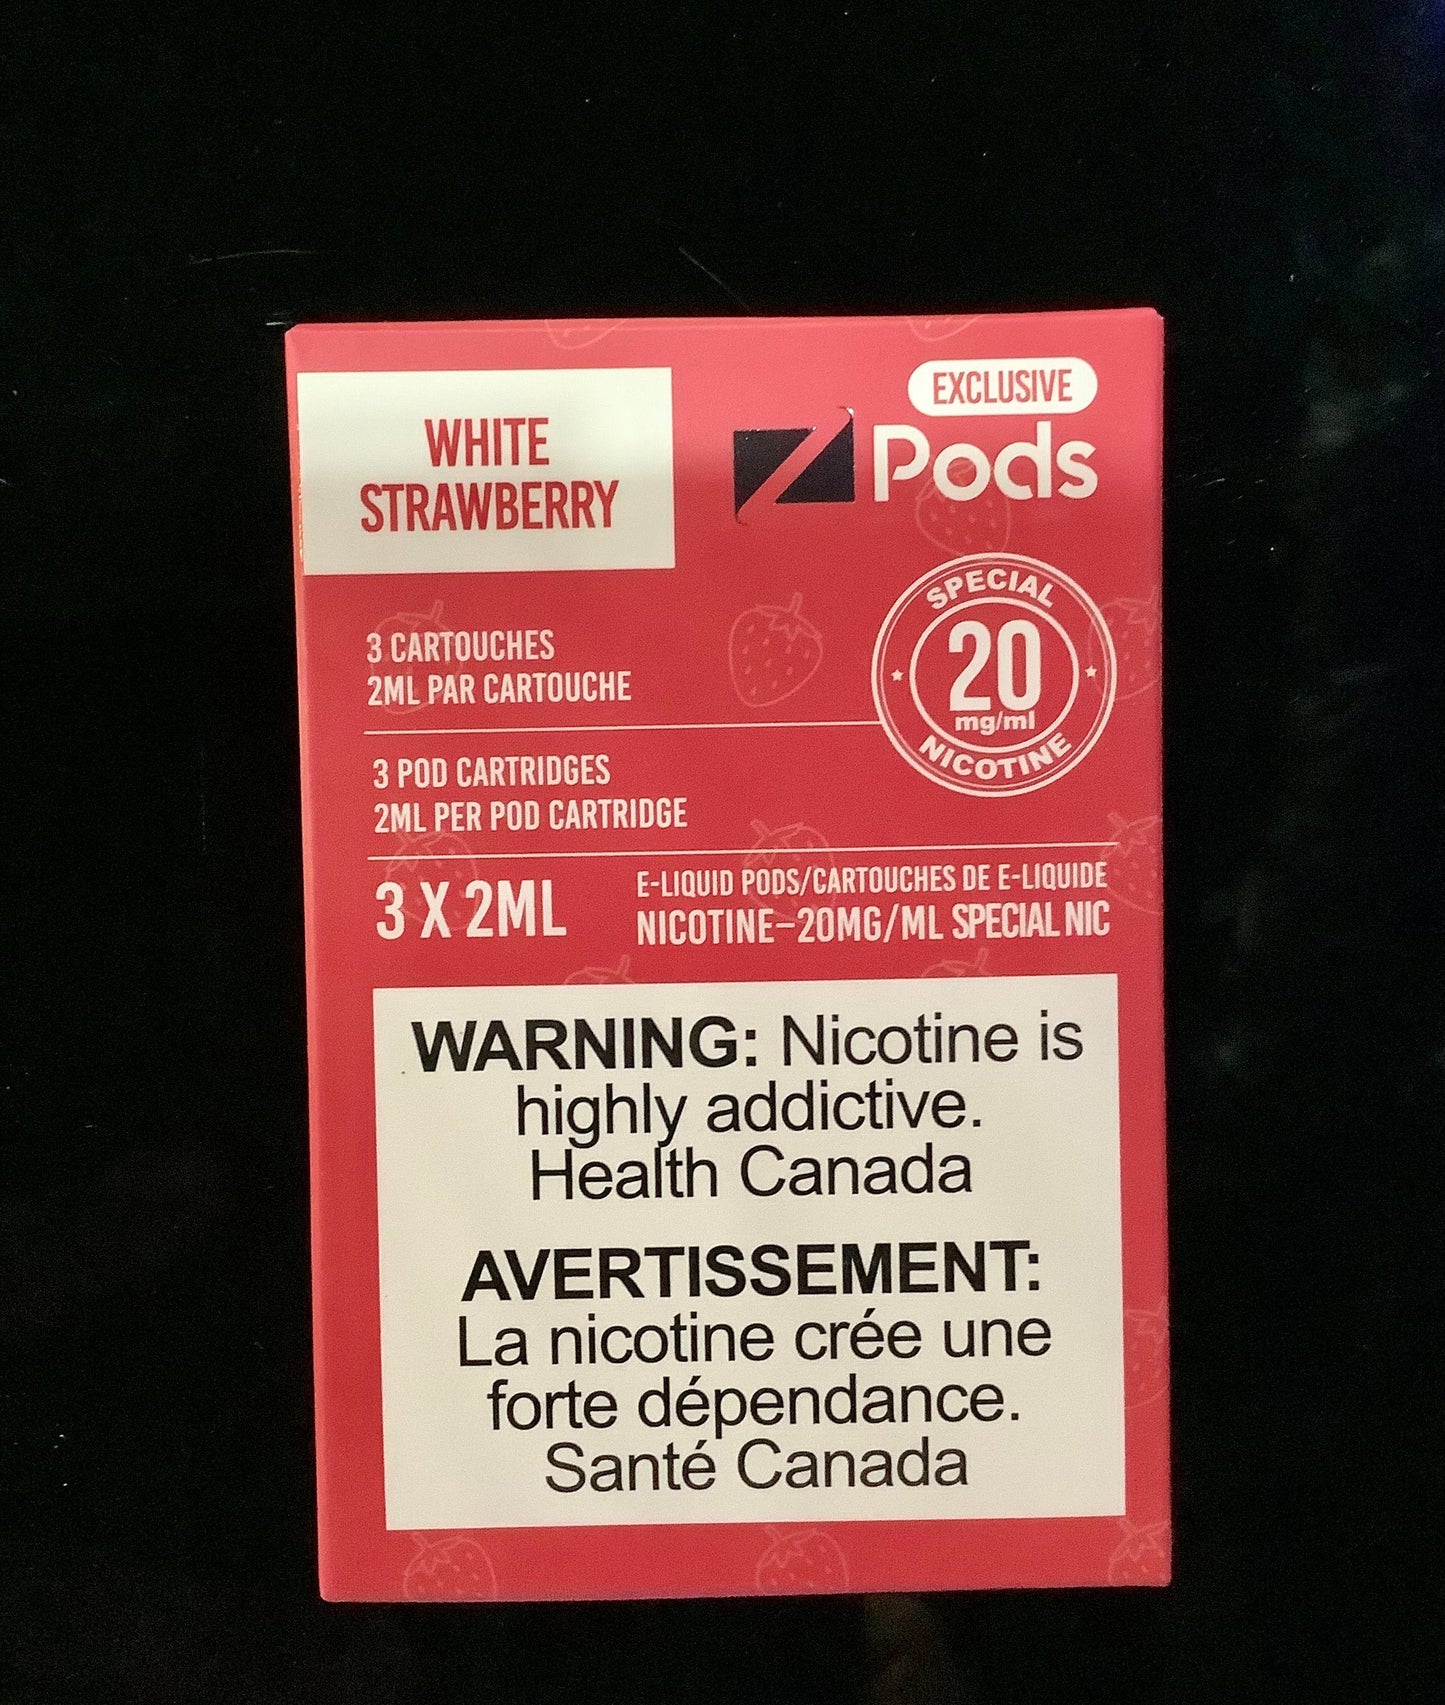 WHITE
STRAWBERRY
EXCLUSIVE
Z Pods
3 CARTOUCHES
2ML PAR CARTOUCHE
SPECIAL
20
mg/ml
NICOTINE
3 POD CARTRIDGES
2ML PER POD CARTRIDGE
3 X 2ML
E-LIQUID PODS/CARTOUCHES DE E-LIQUIDE
NICOTINE–20MG/ML SPECIAL NIC
WARNING: Nicotine is
highly addictive.
Health Canada
AVERTISSEMENT:
La nicotine crée une
forte dépendance.
Santé Canada